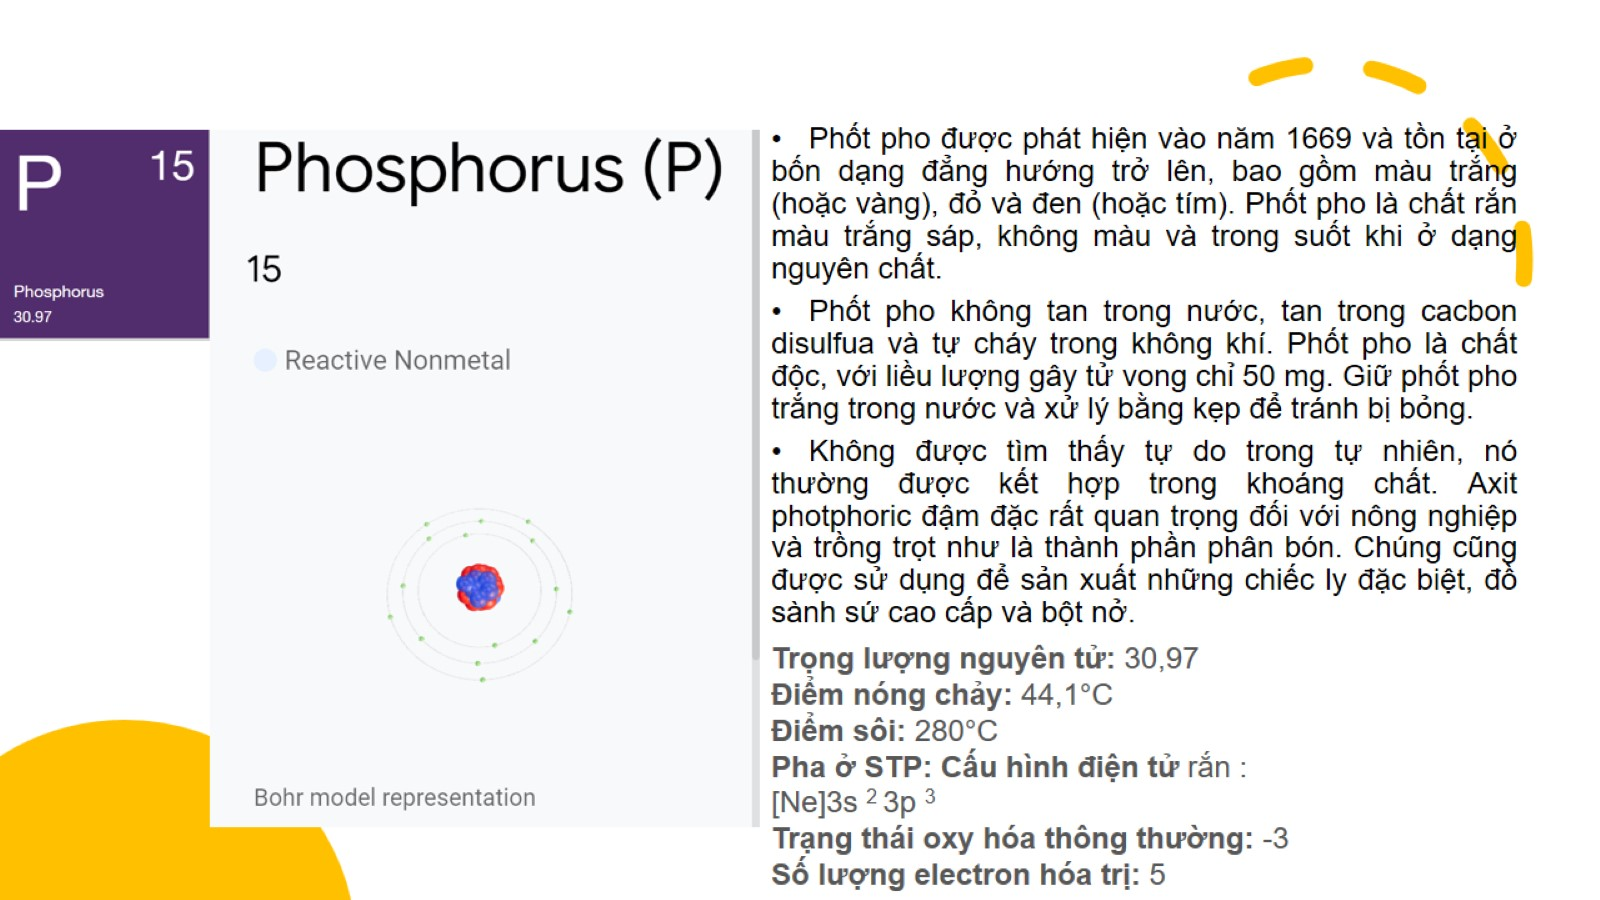 P 15
Phosphorus
30.97
Phosphorus (P)
15
Reactive Nonmetal
Bohr model representation
• Phốt pho được phát hiện vào năm 1669 và tồn tại ở
bốn dạng đẳng hướng trở lên, bao gồm màu trắng
(hoặc vàng), đỏ và đen (hoặc tím). Phốt pho là chất rắn
màu trắng sáp, không màu và trong suốt khi ở dạng
nguyên chất.
• Phốt pho không tan trong nước, tan trong cacbon
disulfua và tự cháy trong không khí. Phốt pho là chất
độc, với liều lượng gây tử vong chỉ 50 mg. Giữ phốt pho
trắng trong nước và xử lý bằng kẹp để tránh bị bỏng.
• Không được tìm thấy tự do trong tự nhiên, nó
thường được kết hợp trong khoáng chất. Axit
photphoric đậm đặc rất quan trọng đối với nông nghiệp
và trồng trọt như là thành phần phân bón. Chúng cũng
được sử dụng để sản xuất những chiếc ly đặc biệt, đồ
sành sứ cao cấp và bột nở.
Trọng lượng nguyên tử: 30,97
Điểm nóng chảy: 44,1°C
Điểm sôi: 280°C
Pha ở STP: Cấu hình điện tử rắn :
[Ne]3s ² 3p ³
Trạng thái oxy hóa thông thường: -3
Số lượng electron hóa trị: 5